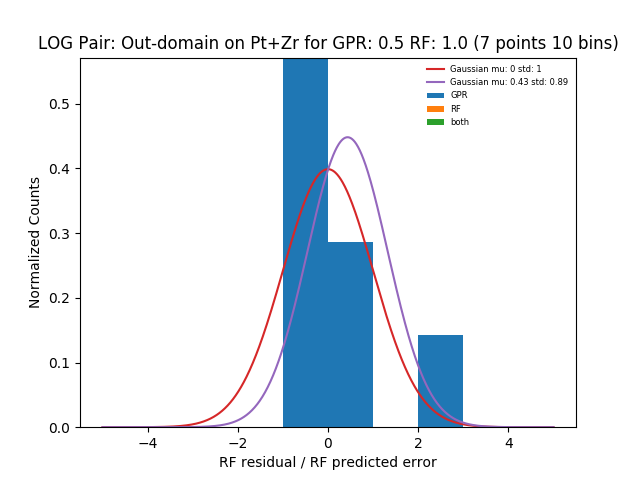 LOG Pair: Out-domain on Pt+Zr for GPR: 0.5 RF: 1.0 (7 points 10 bins)
Gaussian mu: 0 std: 1
Gaussian mu: 0.43 std: 0.89
GPR
RF
both
Normalized Counts
0.5
0.4
0.3
0.2
0.1
0.0
−4
−2
0
2
4
RF residual / RF predicted error